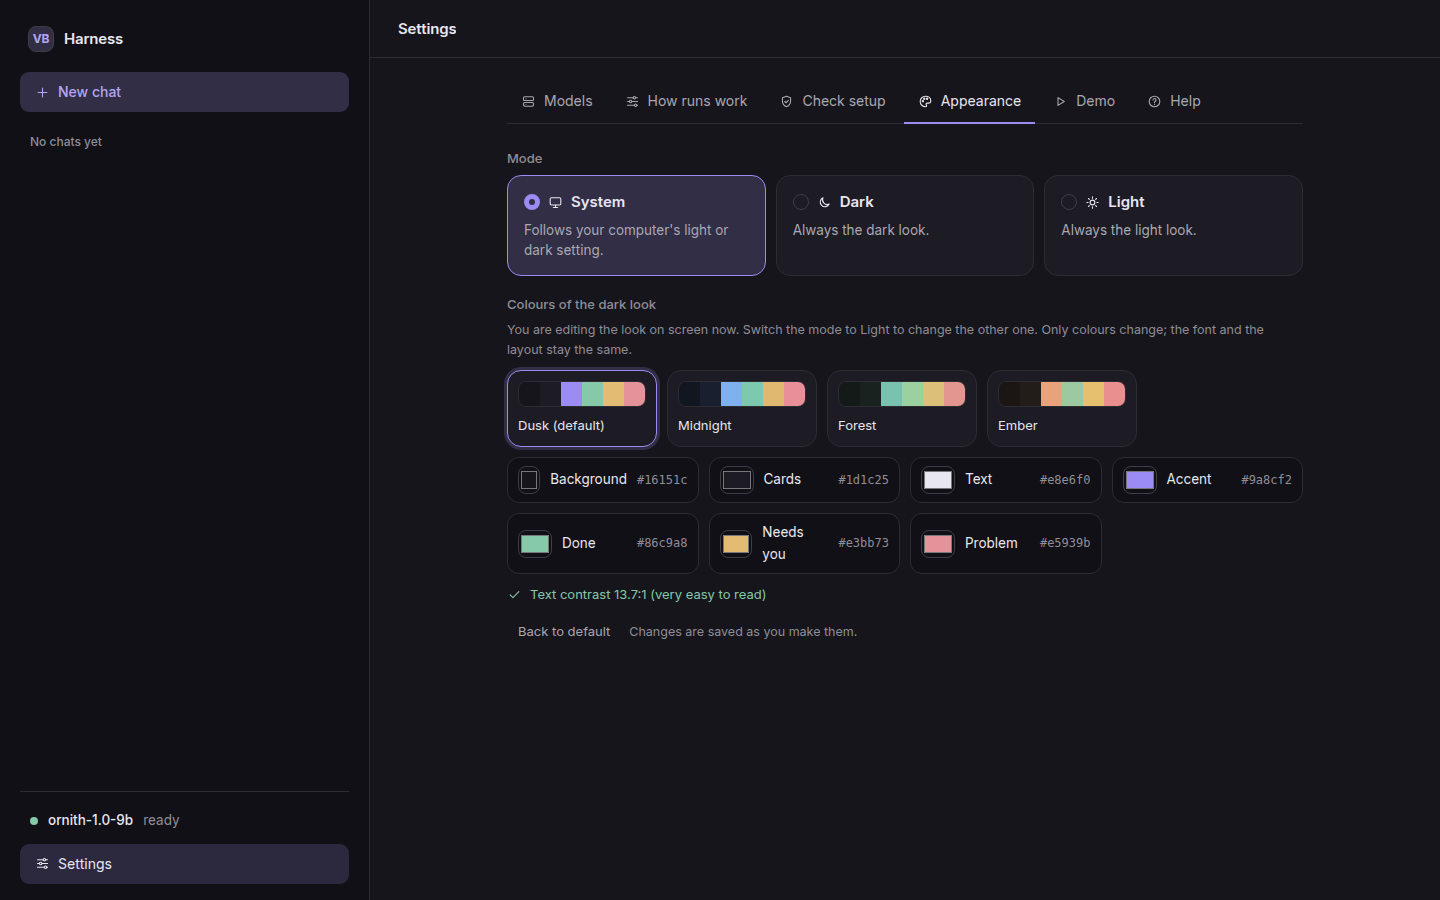 VB Harness
New chat
No chats yet
ornith-1.0-9b ready
Settings
Settings
Models How runs work Check setup Appearance Demo Help
Mode
System
Follows your computer's light or
dark setting.
Dark
Always the dark look.
Light
Always the light look.
Colours of the dark look
You are editing the look on screen now. Switch the mode to Light to change the other one. Only colours change; the font and the
layout stay the same.
Dusk (default) Midnight Forest Ember
Background #16151c Cards #1d1c25 Text #e8e6f0 Accent #9a8cf2
Done #86c9a8
Needs
you
#e3bb73
Problem #e5939b
Text contrast 13.7:1 (very easy to read)
Back to default Changes are saved as you make them.